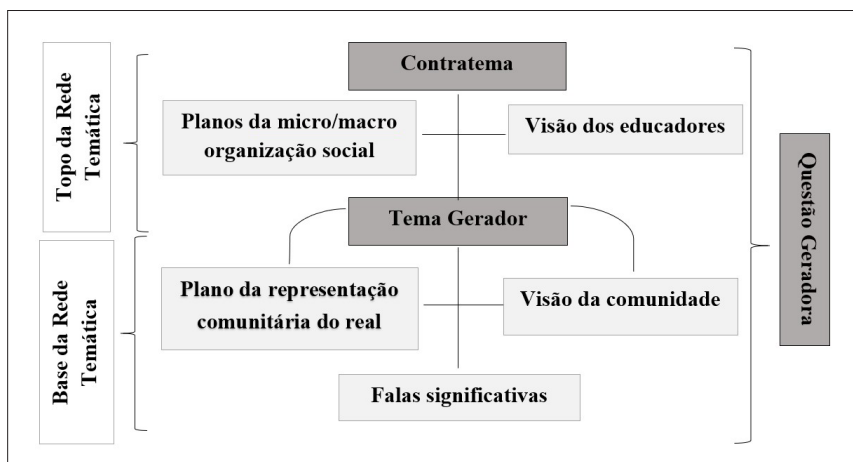 Topo da Rede
Temática
Contratema
Planos da micro/macro
organização social
Visão dos educadores
Tema Gerador
Base da Rede
Temática
Plano da representação
comunitária do real
Visão da comunidade
Falas significativas
Questão Geradora